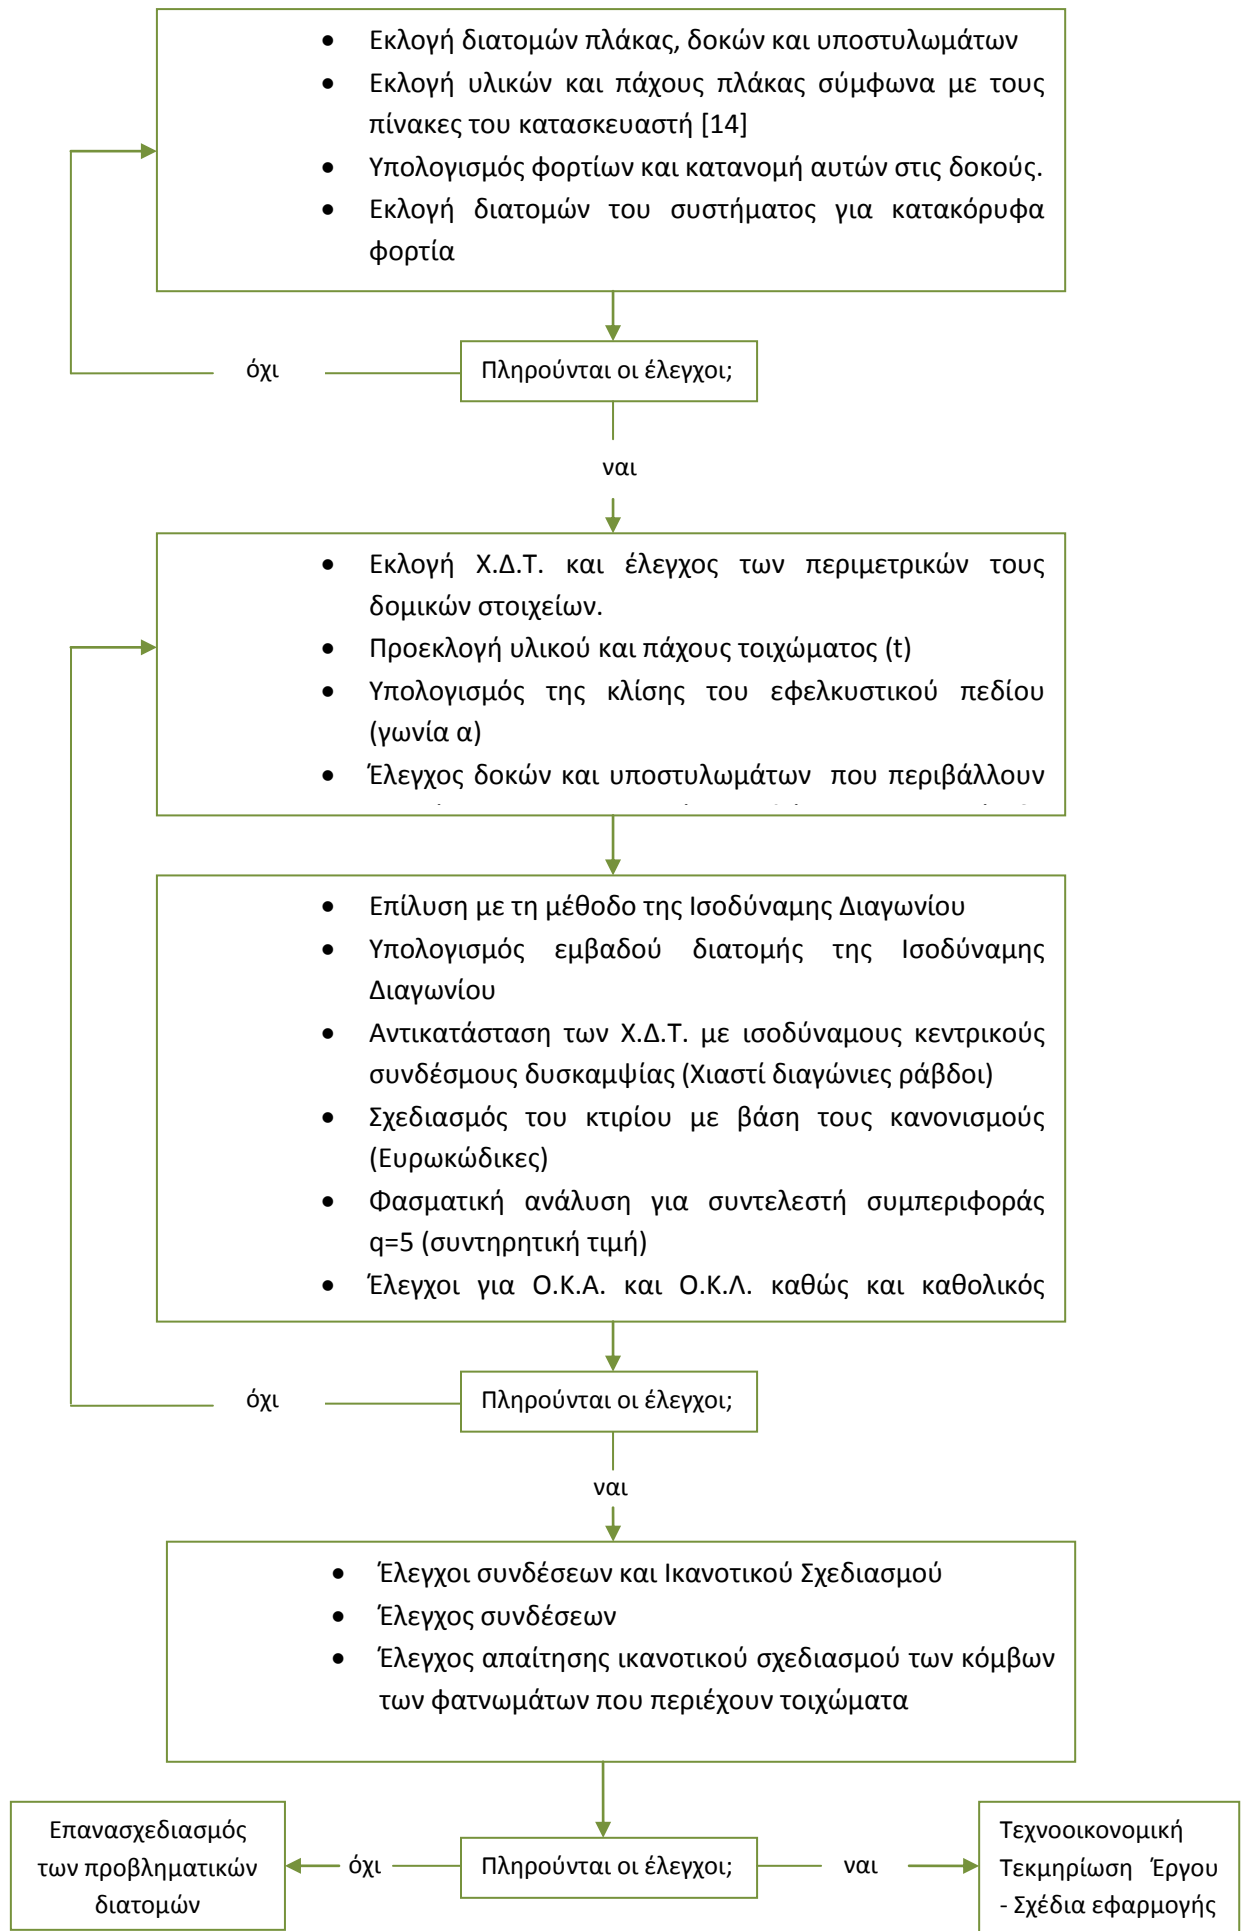 • Εκλογή διατομών πλάκας, δοκών και υποστυλωμάτων
• Εκλογή υλικών και πάχους πλάκας σύμφωνα με τους
πίνακες του κατασκευαστή [14]
• Υπολογισμός φορτίων και κατανομή αυτών στις δοκούς.
• Εκλογή διατομών του συστήματος για κατακόρυφα
φορτία
όχι
Πληρούνται οι έλεγχοι;
ναι
• Εκλογή Χ.Δ.Τ. και έλεγχος των περιμετρικών τους
δομικών στοιχείων.
• Προεκλογή υλικού και πάχους τοιχώματος (t)
• Υπολογισμός της κλίσης του εφελκυστικού πεδίου
(γωνία α)
• Έλεγχος δοκών και υποστυλωμάτων που περιβάλλουν
• Επίλυση με τη μέθοδο της Ισοδύναμης Διαγωνίου
• Υπολογισμός εμβαδού διατομής της Ισοδύναμης
Διαγωνίου
• Αντικατάσταση των Χ.Δ.Τ. με ισοδύναμους κεντρικούς
συνδέσμους δυσκαμψίας (Χιαστί διαγώνιες ράβδοι)
• Σχεδιασμός του κτιρίου με βάση τους κανονισμούς
(Ευρωκώδικες)
• Φασματική ανάλυση για συντελεστή συμπεριφοράς
q=5 (συντηρητική τιμή)
• Έλεγχοι για Ο.Κ.Α. και Ο.Κ.Λ. καθώς και καθολικός
όχι
Πληρούνται οι έλεγχοι;
ναι
• Έλεγχοι συνδέσεων και Ικανοτικού Σχεδιασμού
• Έλεγχος συνδέσεων
• Έλεγχος απαίτησης ικανοτικού σχεδιασμού των κόμβων
των φατνωμάτων που περιέχουν τοιχώματα
Επανασχεδιασμός
των προβληματικών
διατομών
όχι
Πληρούνται οι έλεγχοι;
ναι
Τεχνοοικονομική
Τεκμηρίωση Έργου
- Σχέδια εφαρμογής